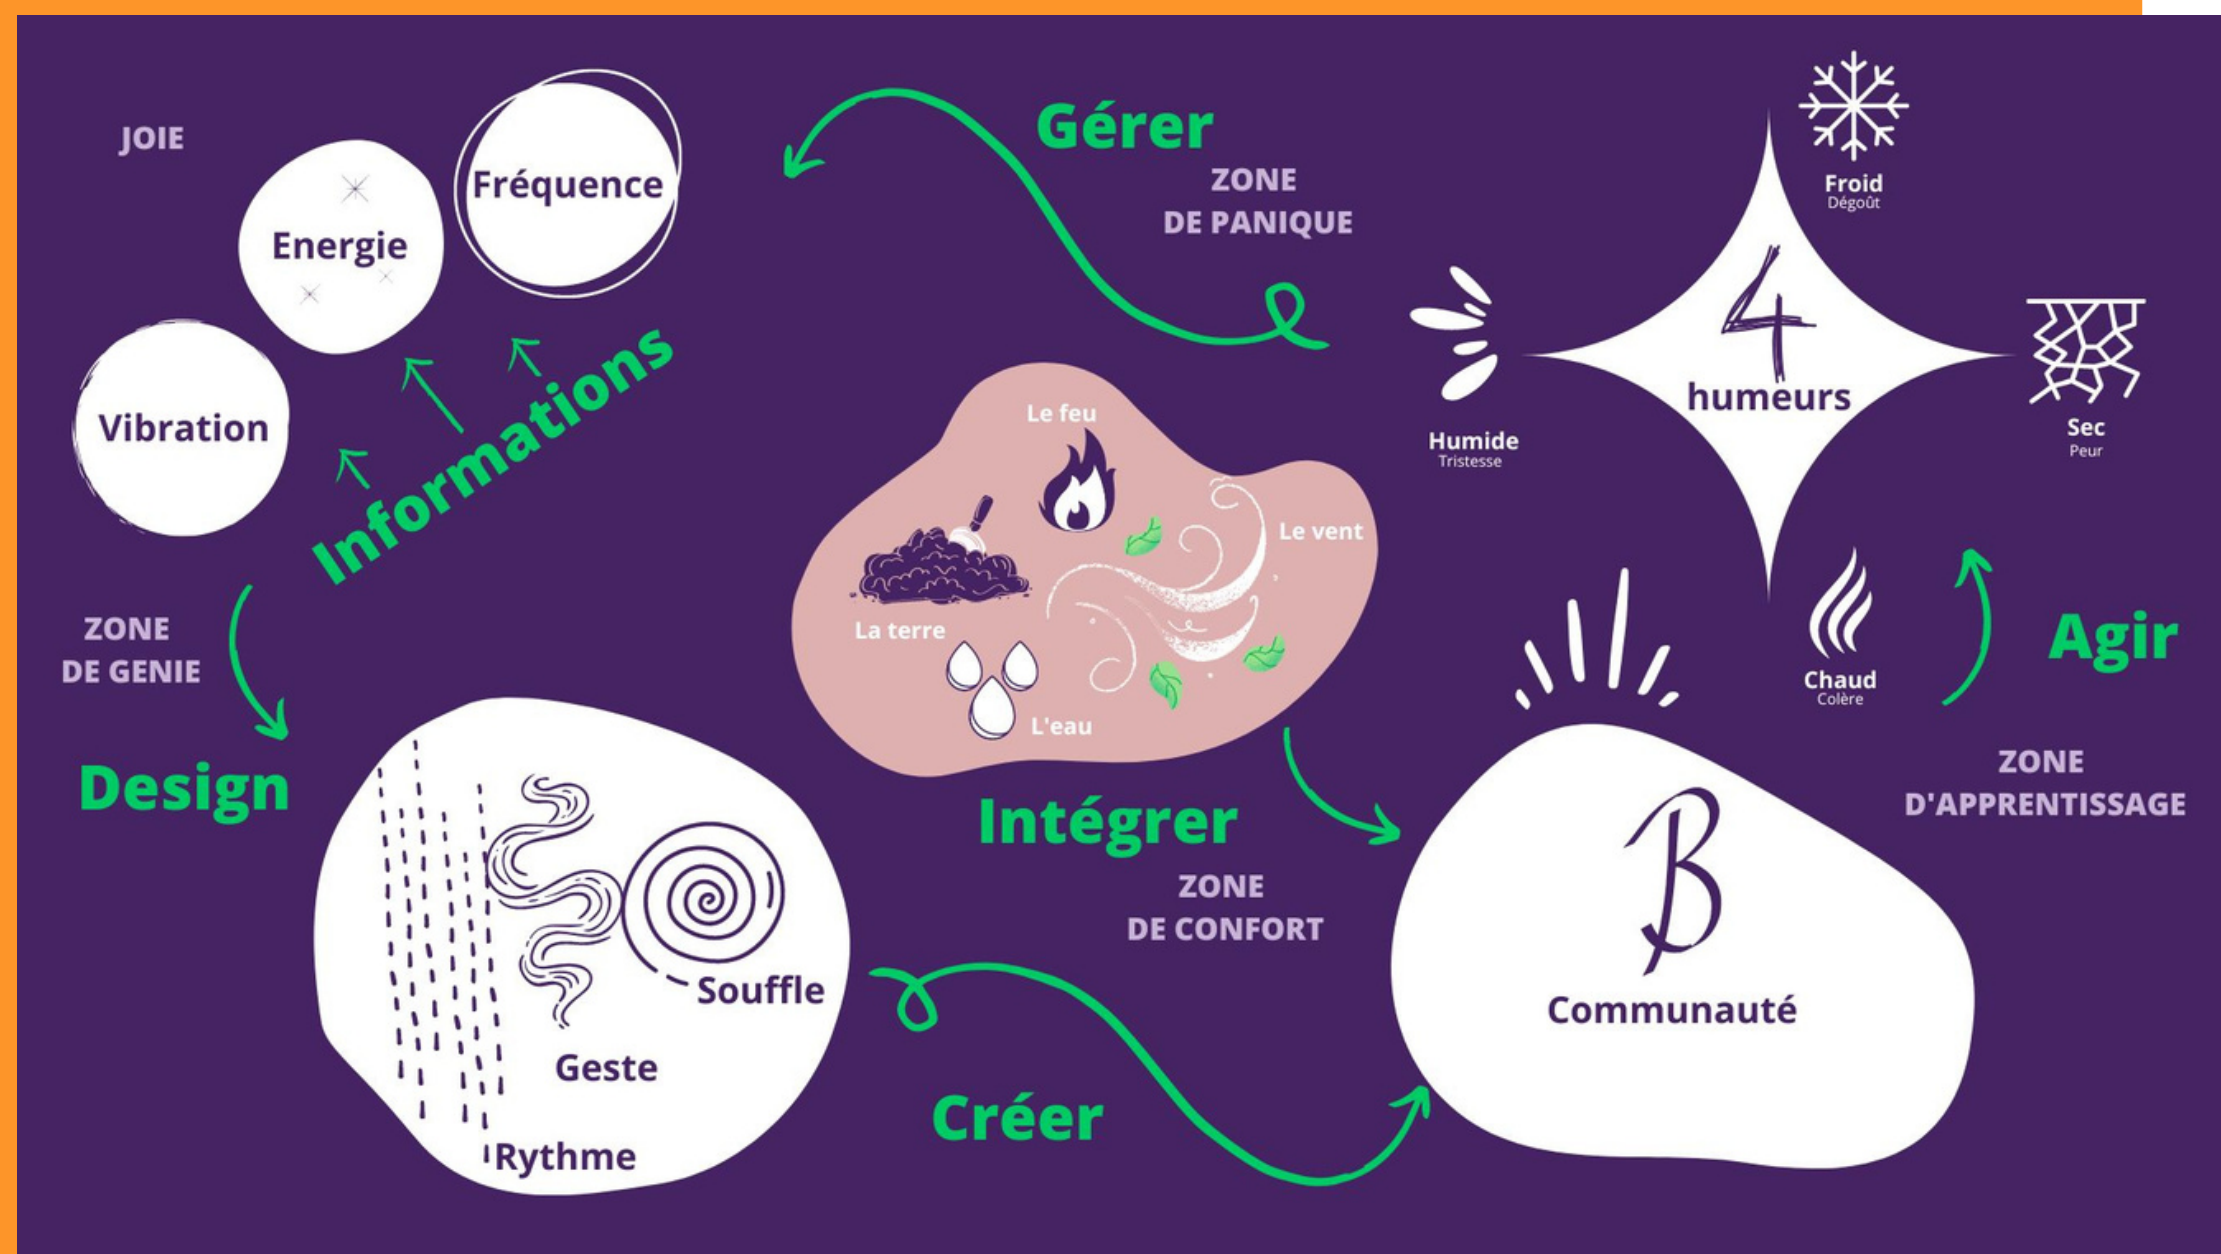 JOIE
Fréquence
Energie
Vibration
Informations
Gérer
ZONE
DE PANIQUE
Froid
Dégoût
4
humeurs
Humide
Tristesse
Sec
Peur
Chaud
Colère
Le feu
Le vent
La terre
L'eau
ZONE
DE GENIE
Design
Souffle
Geste
Rythme
Intégrer
ZONE
DE CONFORT
Créer
Agir
ZONE
D'APPRENTISSAGE
B
Communauté